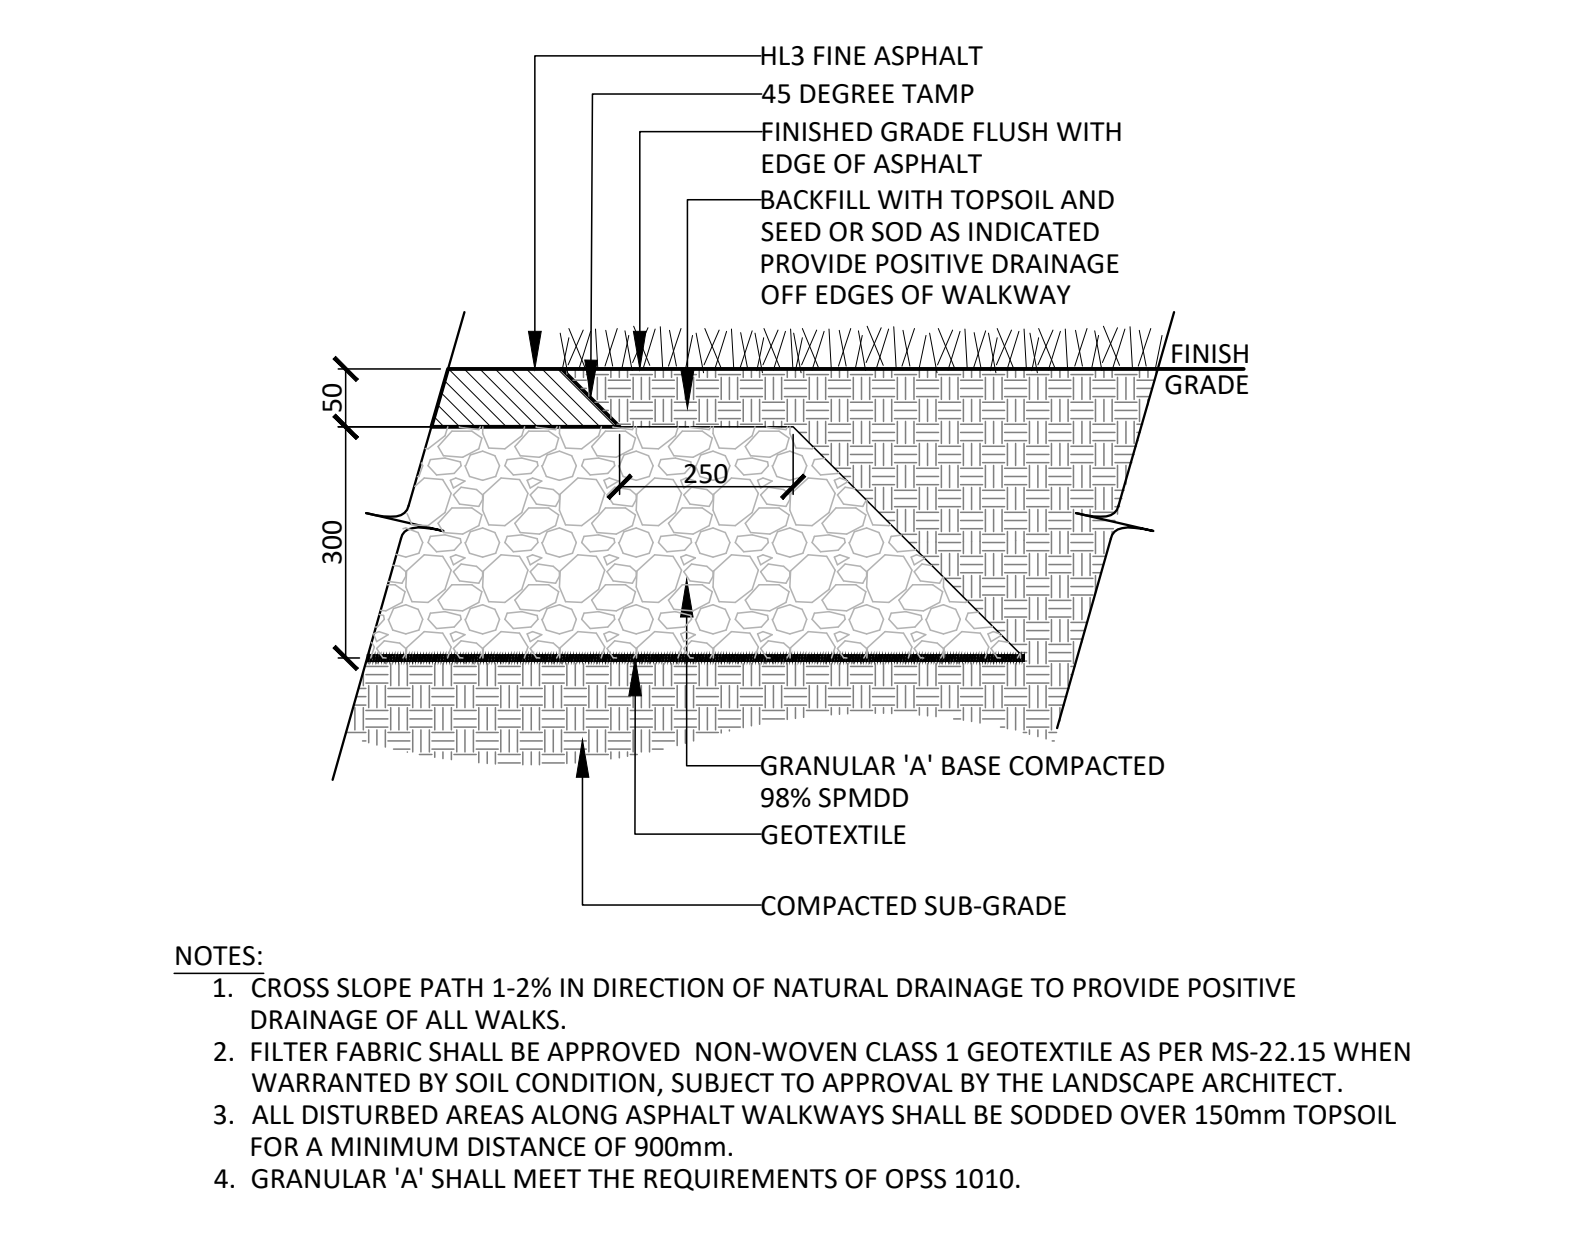 HL3 FINE ASPHALT
45 DEGREE TAMP
FINISHED GRADE FLUSH WITH
EDGE OF ASPHALT
BACKFILL WITH TOPSOIL AND
SEED OR SOD AS INDICATED
PROVIDE POSITIVE DRAINAGE
OFF EDGES OF WALKWAY
FINISH
GRADE
50
250
300
GRANULAR 'A' BASE COMPACTED
98% SPMDD
GEOTEXTILE
COMPACTED SUB-GRADE
NOTES:
1. CROSS SLOPE PATH 1-2% IN DIRECTION OF NATURAL DRAINAGE TO PROVIDE POSITIVE
DRAINAGE OF ALL WALKS.
2. FILTER FABRIC SHALL BE APPROVED NON-WOVEN CLASS 1 GEOTEXTILE AS PER MS-22.15 WHEN
WARRANTED BY SOIL CONDITION, SUBJECT TO APPROVAL BY THE LANDSCAPE ARCHITECT.
3. ALL DISTURBED AREAS ALONG ASPHALT WALKWAYS SHALL BE SODDED OVER 150mm TOPSOIL
FOR A MINIMUM DISTANCE OF 900mm.
4. GRANULAR 'A' SHALL MEET THE REQUIREMENTS OF OPSS 1010.